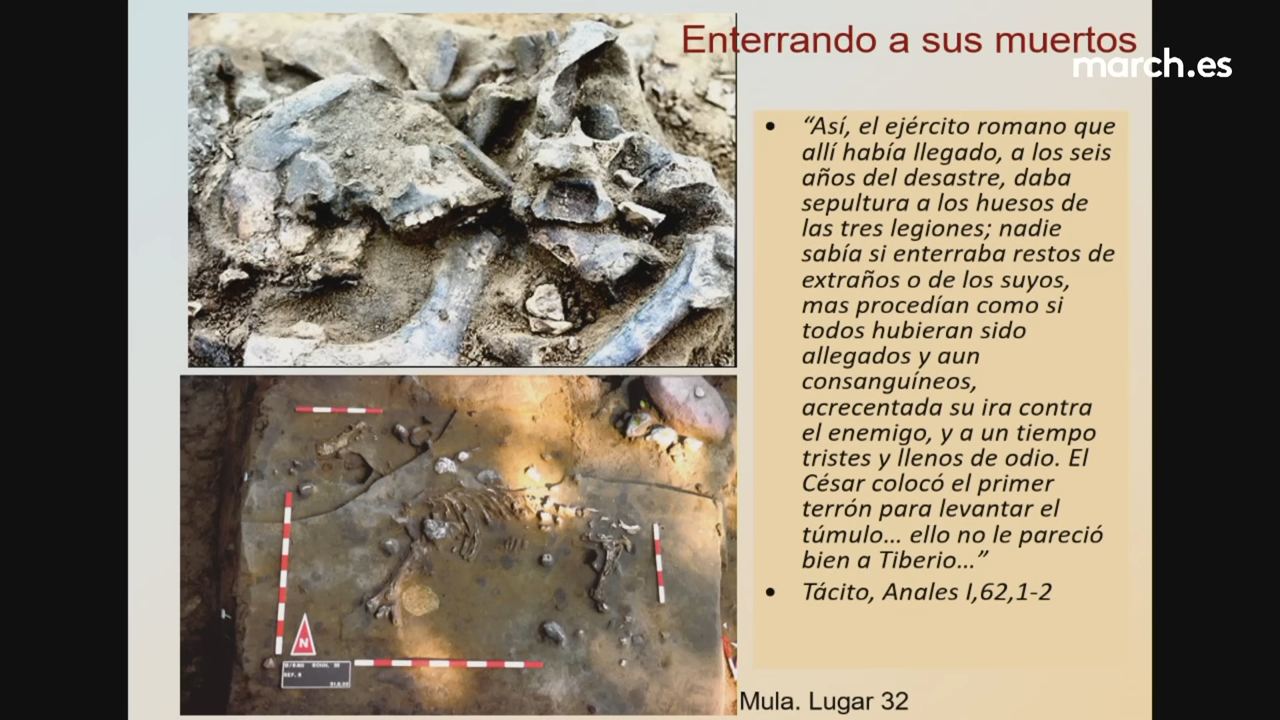 Enterrando a sus muertos
march.es
• “Así, el ejército romano que
allí había llegado, a los seis
años del desastre, daba
sepultura a los huesos de
las tres legiones; nadie
sabía si enterraba restos de
extraños o de los suyos,
mas procedían como si
todos hubieran sido
allegados y aun
consanguíneos,
acrecentada su ira contra
el enemigo, y a un tiempo
tristes y llenos de odio. El
César colocó el primer
terrón para levantar el
túmulo… ello no le pareció
bien a Tiberio…”
• Tácito, Anales I,62,1-2
N
Mula. Lugar 32